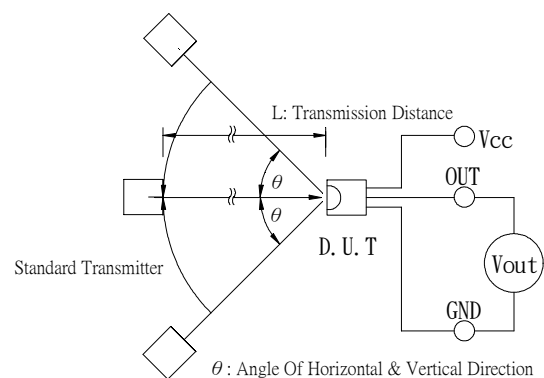 L: Transmission Distance
Vcc
θ
OUT
θ
D.U.T
Standard Transmitter
Vout
GND
θ : Angle Of Horizontal & Vertical Direction